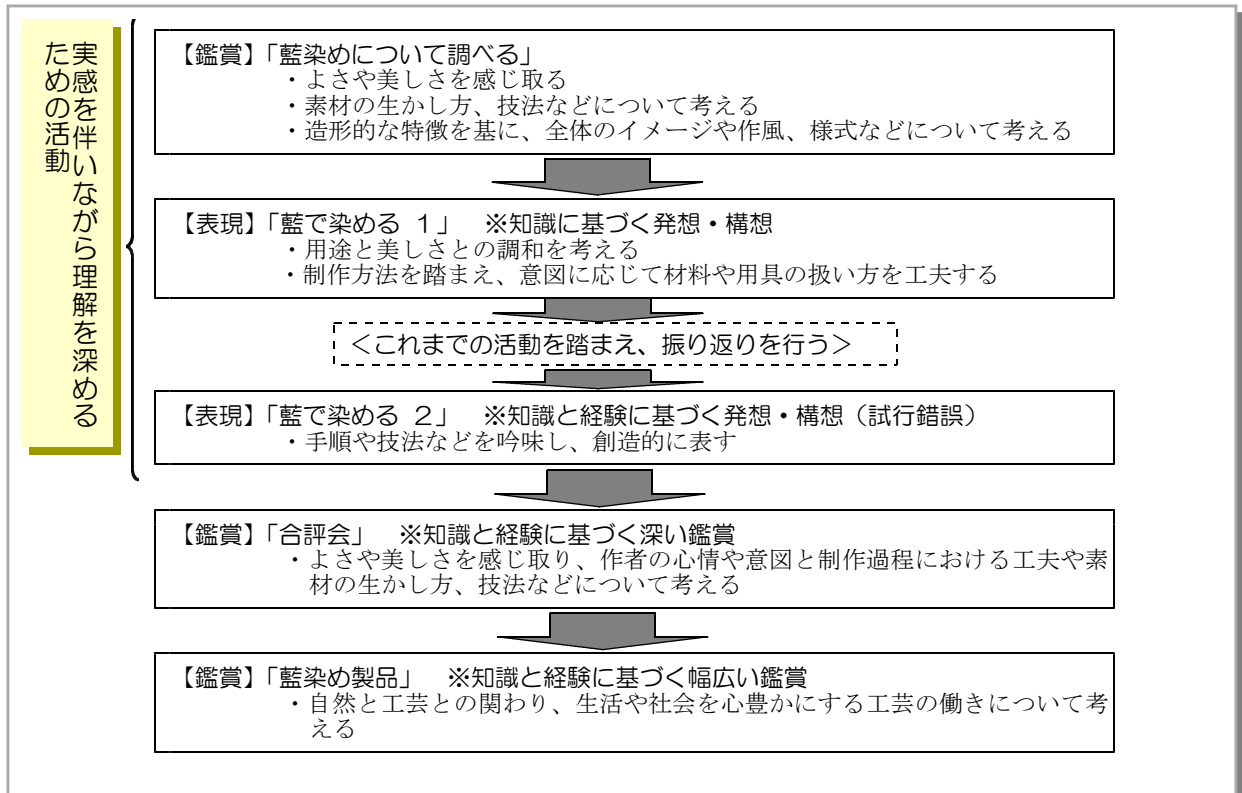 実感を伴いながら理解を深める
ための活動
【鑑賞】「藍染めについて調べる」
・よさや美しさを感じ取る
・素材の生かし方、技法などについて考える
・造形的な特徴を基に、全体のイメージや作風、様式などについて考える
【表現】「藍で染める １」　※知識に基づく発想・構想
・用途と美しさとの調和を考える
・制作方法を踏まえ、意図に応じて材料や用具の扱い方を工夫する
＜これまでの活動を踏まえ、振り返りを行う＞
【表現】「藍で染める ２」　※知識と経験に基づく発想・構想（試行錯誤）
・手順や技法などを吟味し、創造的に表す
【鑑賞】「合評会」　※知識と経験に基づく深い鑑賞
・よさや美しさを感じ取り、作者の心情や意図と制作過程における工夫や素
材の生かし方、技法などについて考える
【鑑賞】「藍染め製品」　※知識と経験に基づく幅広い鑑賞
・自然と工芸との関わり、生活や社会を心豊かにする工芸の働きについて考
える